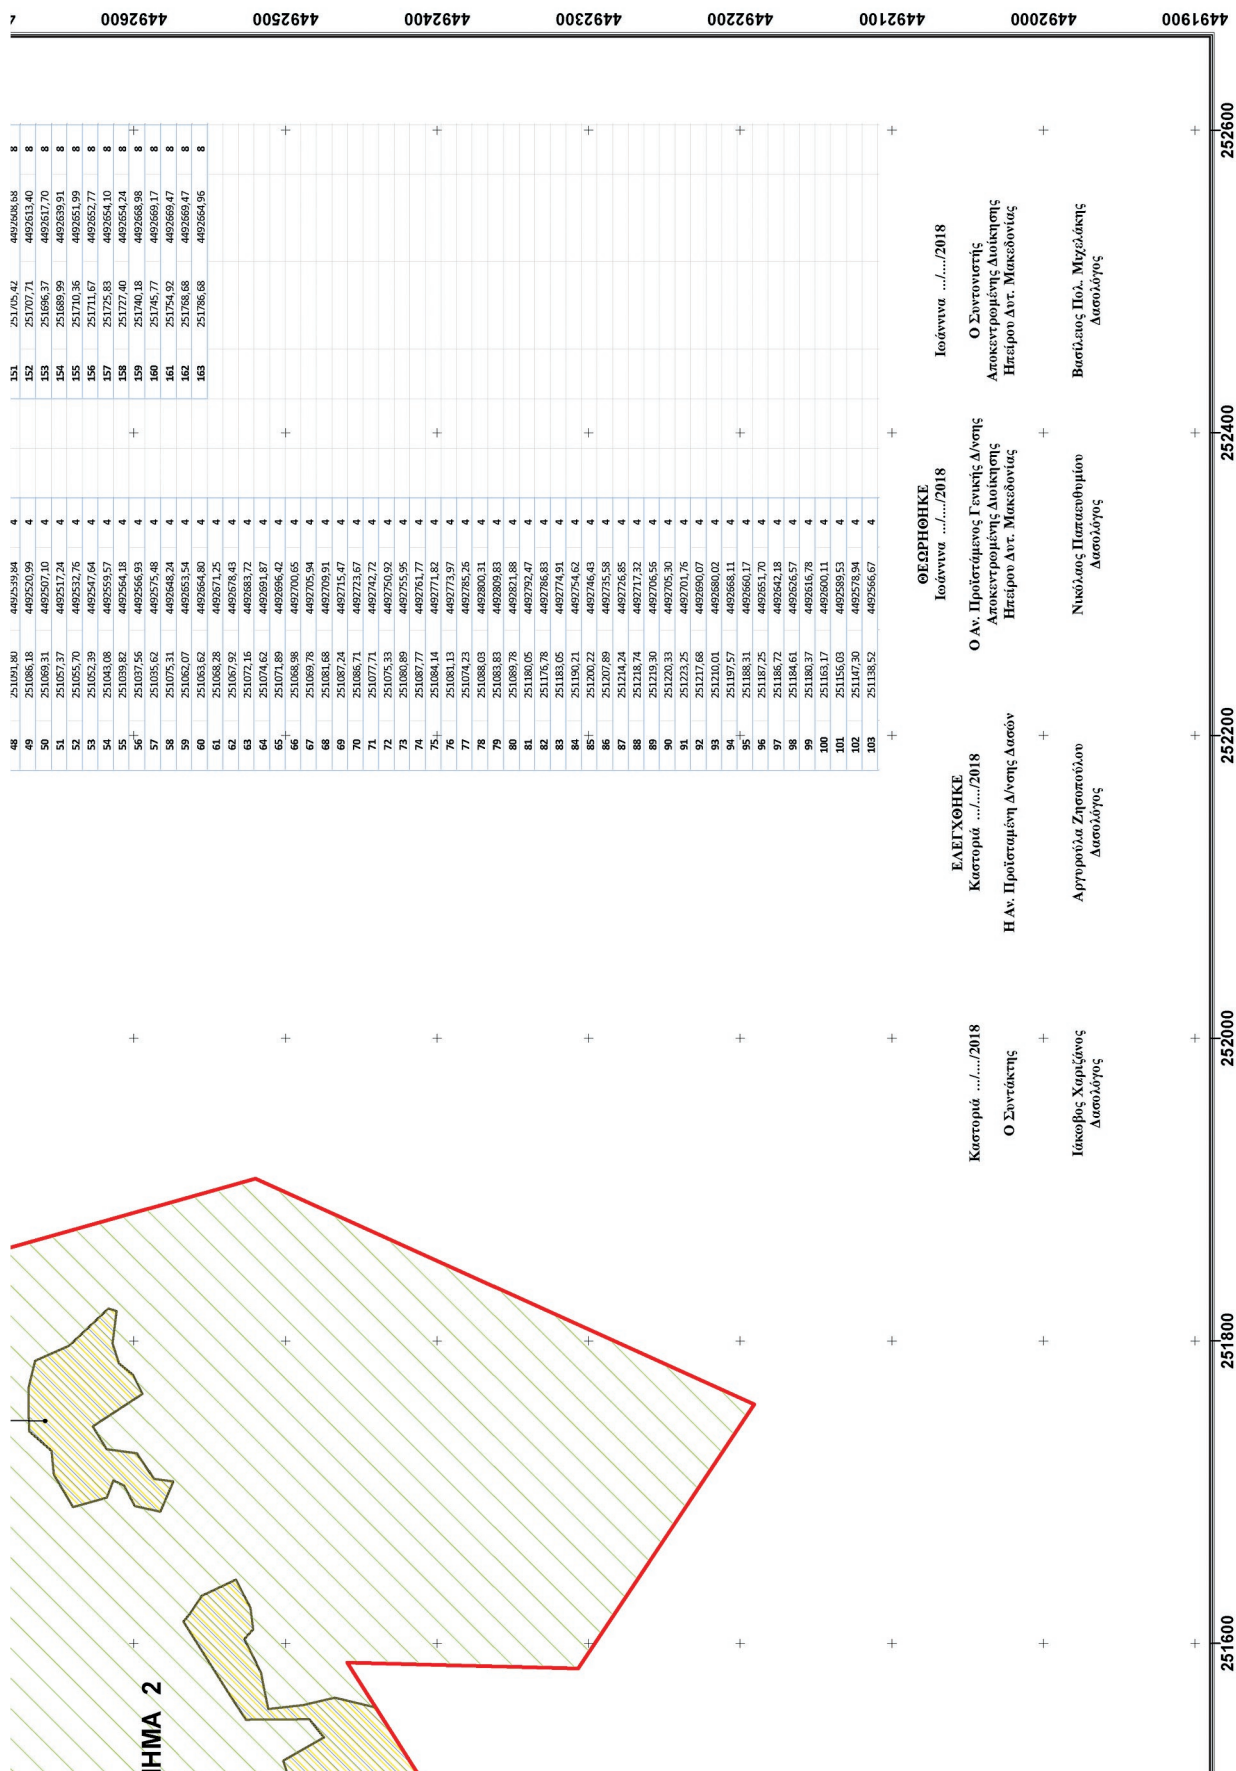 4492600
4492500
4492400
4492300
4492200
4492100
4492000
4491900
151 251705,42 4492608,68 8
152 251707,71 4492613,40 8
153 251696,37 4492617,70 8
154 251689,99 4492639,91 8
155 251710,36 4492651,99 8
156 251711,67 4492652,77 8
157 251725,83 4492654,10 8
158 251727,40 4492654,24 8
159 251740,18 4492668,98 8
160 251745,77 4492669,17 8
161 251754,92 4492669,47 8
162 251768,68 4492669,47 8
163 251786,68 4492664,96 8
48 251091,80 4492539,84 4
49 251086,18 4492520,99 4
50 251069,31 4492507,10 4
51 251057,37 4492517,24 4
52 251055,70 4492532,76 4
53 251052,39 4492547,64 4
54 251043,08 4492559,57 4
55 251039,82 4492564,18 4
56 251037,56 4492566,93 4
57 251035,62 4492575,48 4
58 251075,31 4492648,24 4
59 251062,07 4492663,54 4
60 251063,62 4492664,80 4
61 251068,28 4492671,25 4
62 251067,92 4492678,43 4
63 251072,16 4492683,72 4
64 251074,62 4492691,87 4
65 251071,89 4492696,42 4
66 251068,98 4492700,65 4
67 251069,78 4492705,94 4
68 251081,68 4492709,91 4
69 251087,24 4492715,47 4
70 251086,71 4492723,67 4
71 251077,71 4492742,72 4
72 251075,33 4492750,92 4
73 251080,89 4492755,95 4
74 251087,77 4492761,77 4
75 251084,14 4492771,82 4
76 251081,13 4492773,97 4
77 251074,23 4492785,26 4
78 251088,03 4492800,31 4
79 251083,83 4492809,83 4
80 251089,78 4492821,88 4
81 251180,05 4492792,47 4
82 251176,78 4492786,83 4
83 251183,05 4492774,91 4
84 251190,21 4492754,62 4
85 251200,22 4492746,43 4
86 251207,89 4492735,58 4
87 251214,24 4492726,85 4
88 251218,74 4492717,32 4
89 251219,30 4492706,56 4
90 251220,33 4492705,30 4
91 251223,25 4492701,76 4
92 251217,68 4492690,07 4
93 251210,01 4492680,02 4
94 251197,57 4492668,11 4
95 251188,31 4492660,17 4
96 251187,25 4492651,70 4
97 251186,72 4492642,18 4
98 251184,61 4492626,57 4
99 251180,37 4492616,78 4
100 251163,17 4492600,11 4
101 251156,03 4492589,53 4
102 251147,30 4492578,94 4
103 251138,52 4492566,67 4
ΗΜΑ 2
Καστοριά .../..../2018
Ο Συντάκτης
Ιάκωβος Χαριζάνος
Δασολόγος
ΕΛΕΓΧΘΗΚΕ
Καστοριά .../..../2018
Η Αν. Προϊσταμένη Δ/νσης Δασών
Αργυρούλα Ζησοπούλου
Δασολόγος
ΘΕΩΡΗΘΗΚΕ
Ιωάννινα .../..../2018
Ο Αν. Προϊστάμενος Γενικής Δ/νσης
Αποκεντρωμένης Διοίκησης
Ηπείρου Δυτ. Μακεδονίας
Νικόλαος Παπαευθυμίου
Δασολόγος
Ιωάννινα .../..../2018
Ο Συντονιστής
Αποκεντρωμένης Διοίκησης
Ηπείρου Δυτ. Μακεδονίας
Βασίλειος Πολ. Μιχελάκης
Δασολόγος
251600
251800
252000
252200
252400
252600